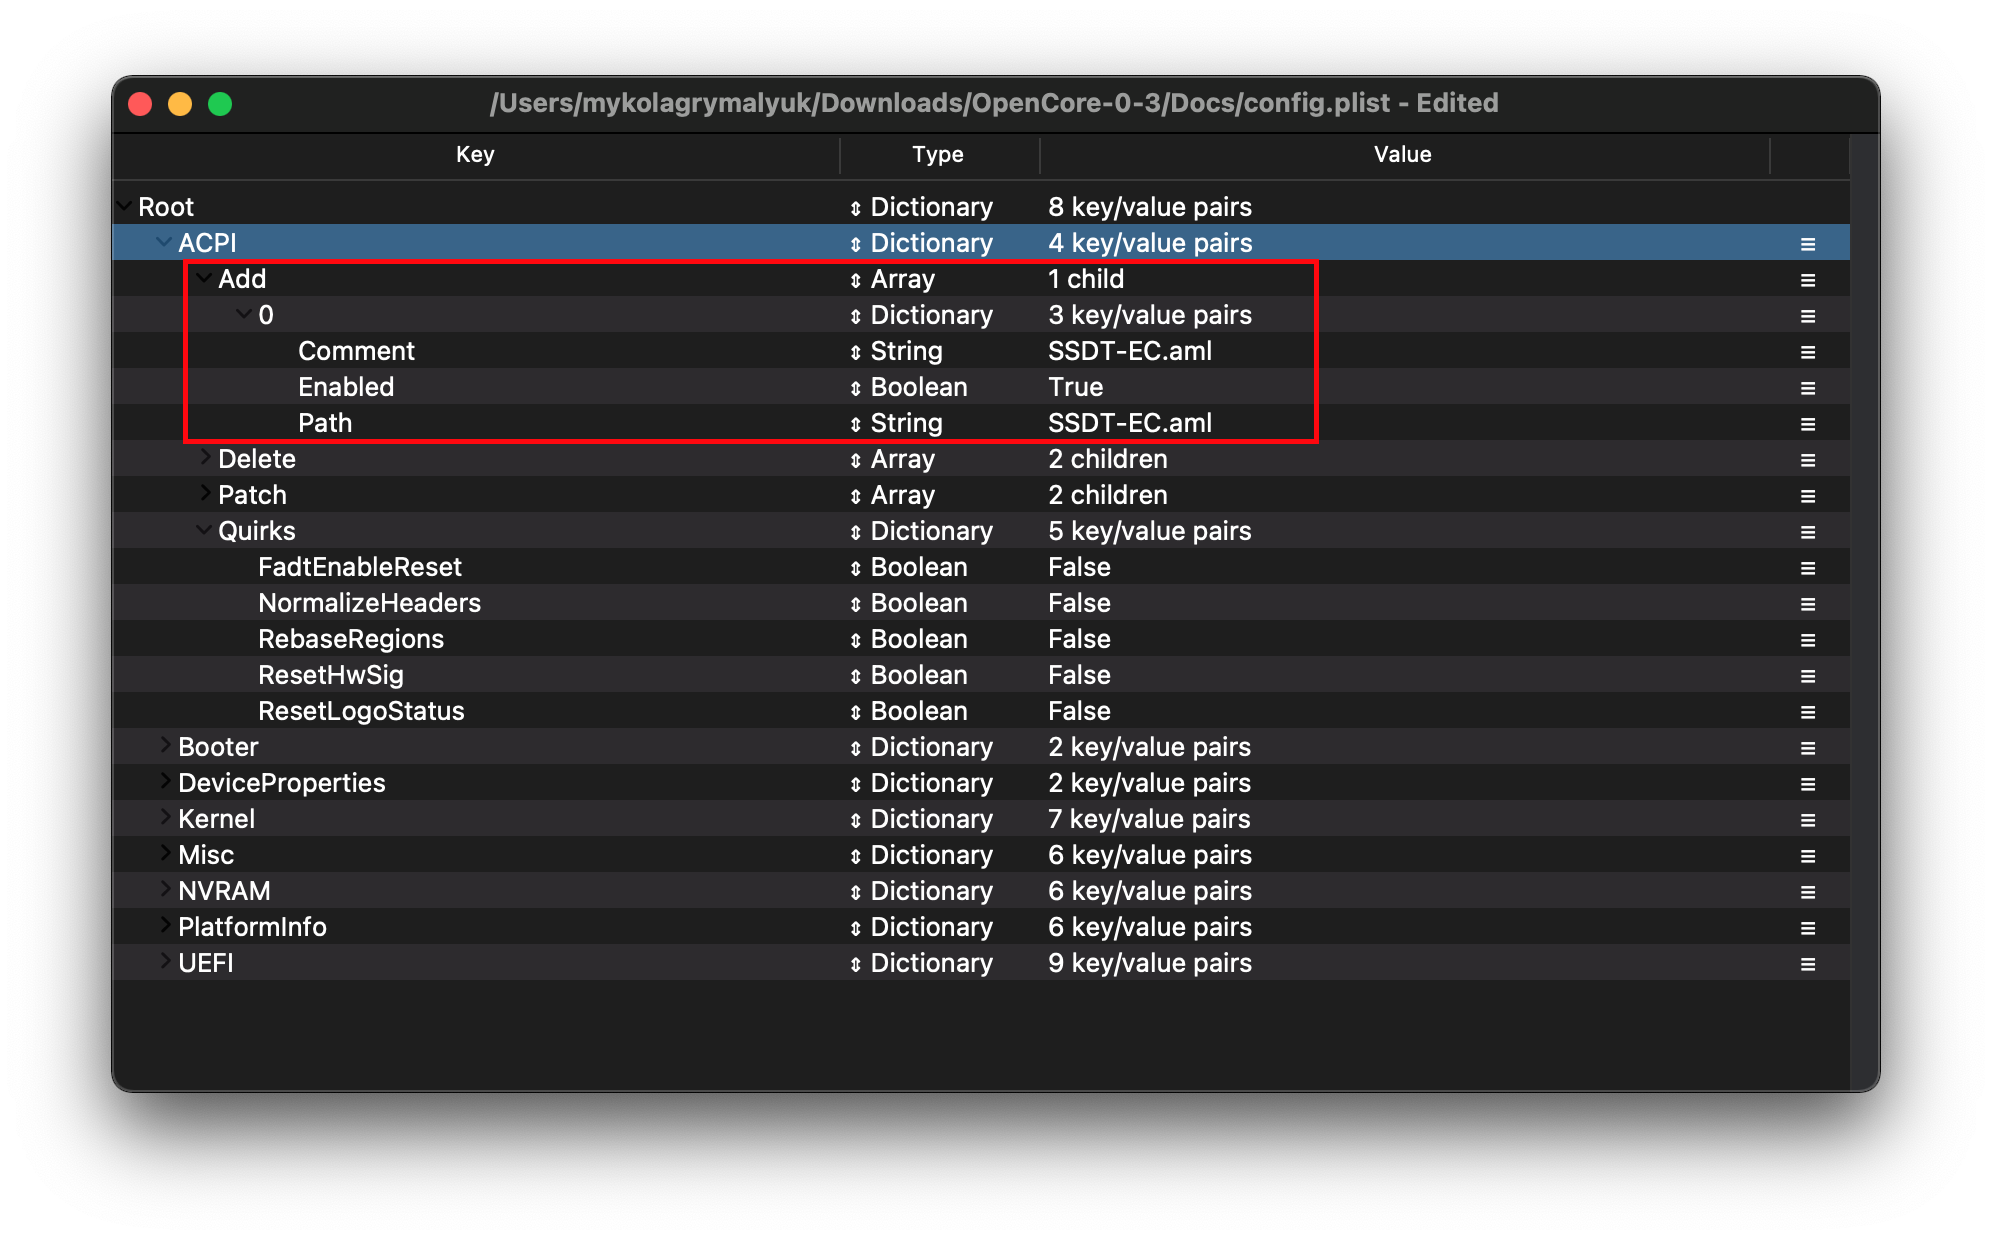 /Users/mykolagrymalyuk/Downloads/OpenCore-0-3/Docs/config.plist - Edited
Key Type Value
Root Dictionary 8 key/value pairs
ACPI Dictionary 4 key/value pairs
Add Array 1 child
0 Dictionary 3 key/value pairs
Comment String SSDT-EC.aml
Enabled Boolean True
Path String SSDT-EC.aml
Delete Array 2 children
Patch Array 2 children
Quirks Dictionary 5 key/value pairs
FadtEnableReset Boolean False
NormalizeHeaders Boolean False
RebaseRegions Boolean False
ResetHwSig Boolean False
ResetLogoStatus Boolean False
Booter Dictionary 2 key/value pairs
DeviceProperties Dictionary 2 key/value pairs
Kernel Dictionary 7 key/value pairs
Misc Dictionary 6 key/value pairs
NVRAM Dictionary 6 key/value pairs
PlatformInfo Dictionary 6 key/value pairs
UEFI Dictionary 9 key/value pairs